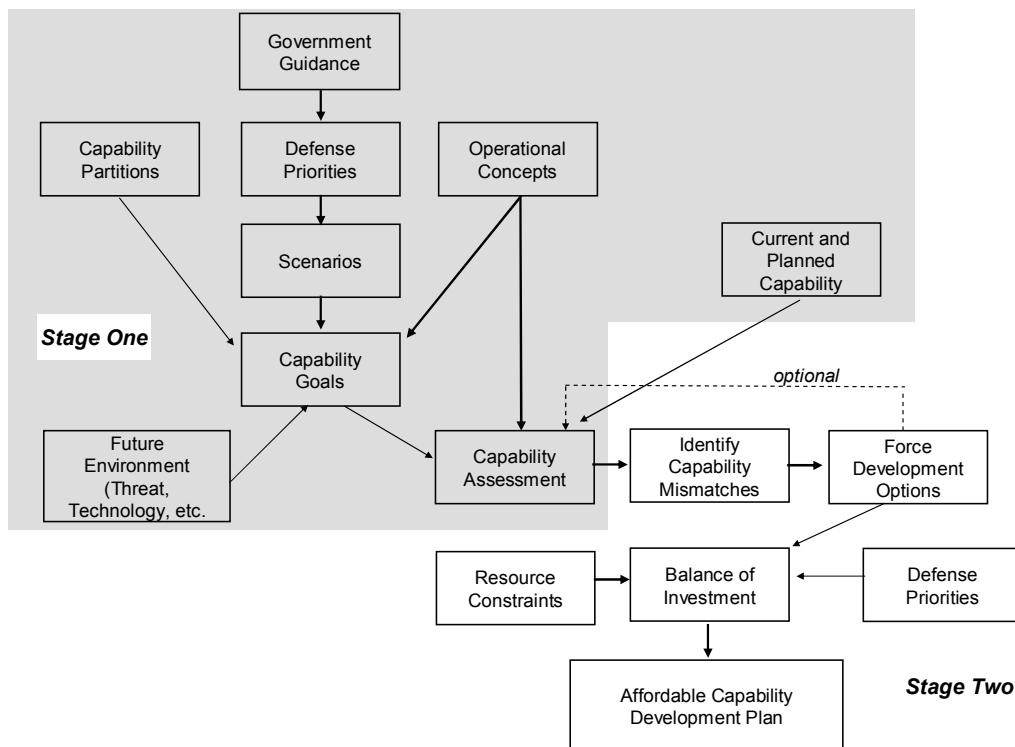 Government
Guidance
Capability
Partitions
Defense
Priorities
Operational
Concepts
Scenarios
Current and
Planned
Capability
Stage One
Capability
Goals
optional
Future
Environment
(Threat,
Technology, etc.
Capability
Assessment
Identify
Capability
Mismatches
Force
Development
Options
Resource
Constraints
Balance of
Investment
Defense
Priorities
Stage Two
Affordable Capability
Development Plan